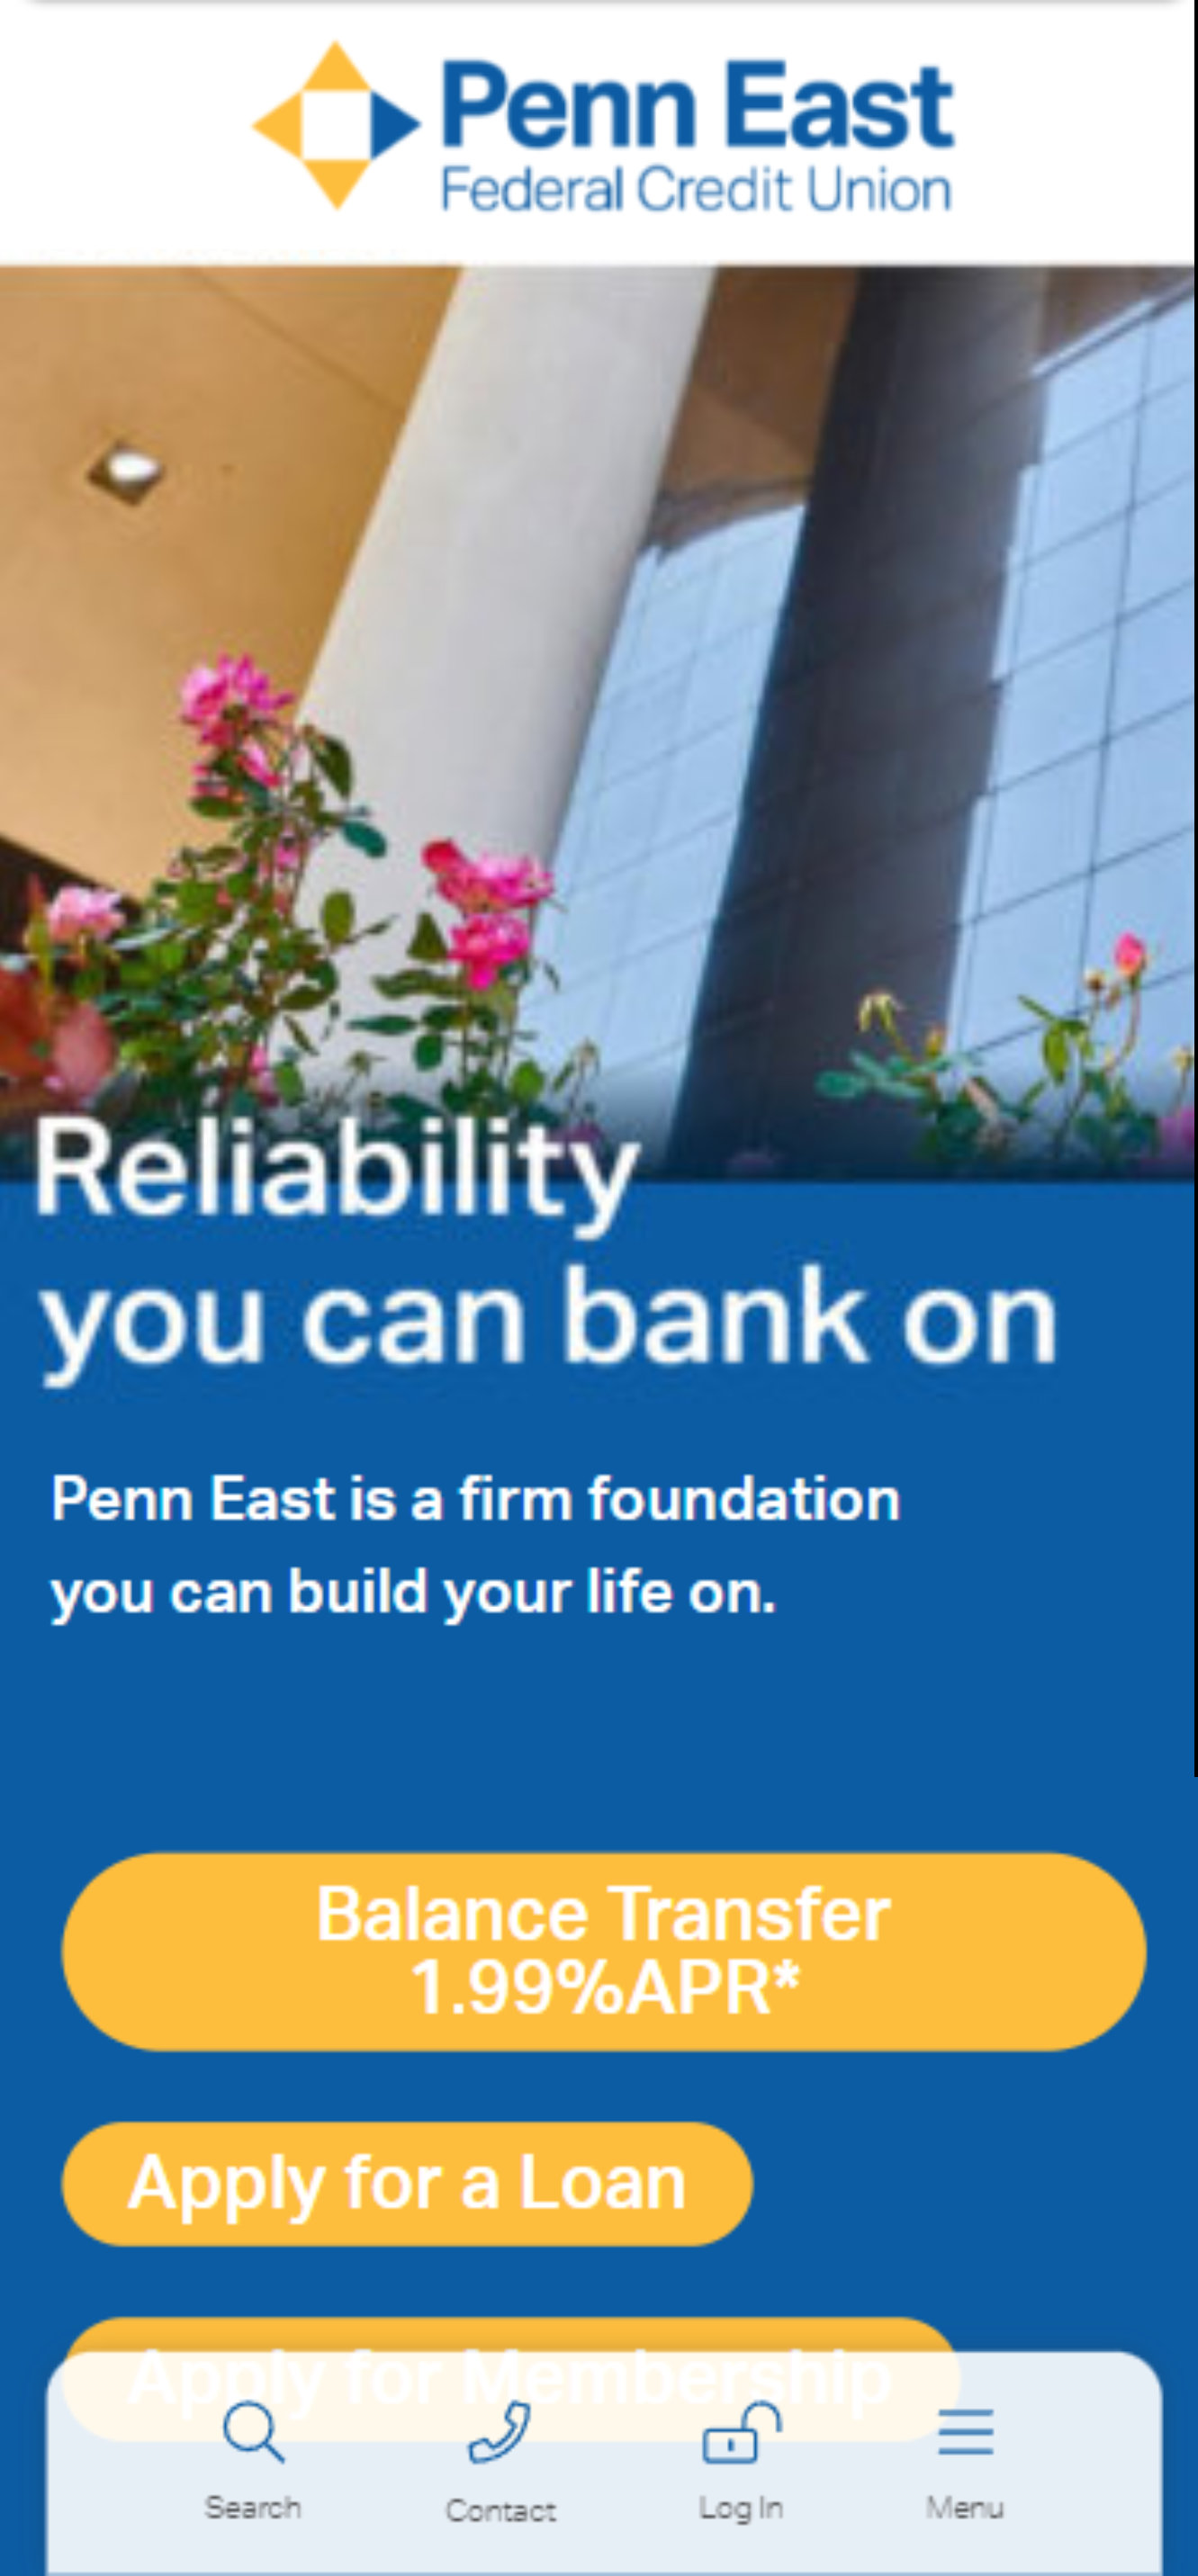 Penn East
Federal Credit Union
Reliability
you can bank on
Penn East is a firm foundation
you can build your life on.
Balance Transfer
1.99%APR*
Apply for a Loan
Apply for Membership
Search Contact Log In Menu